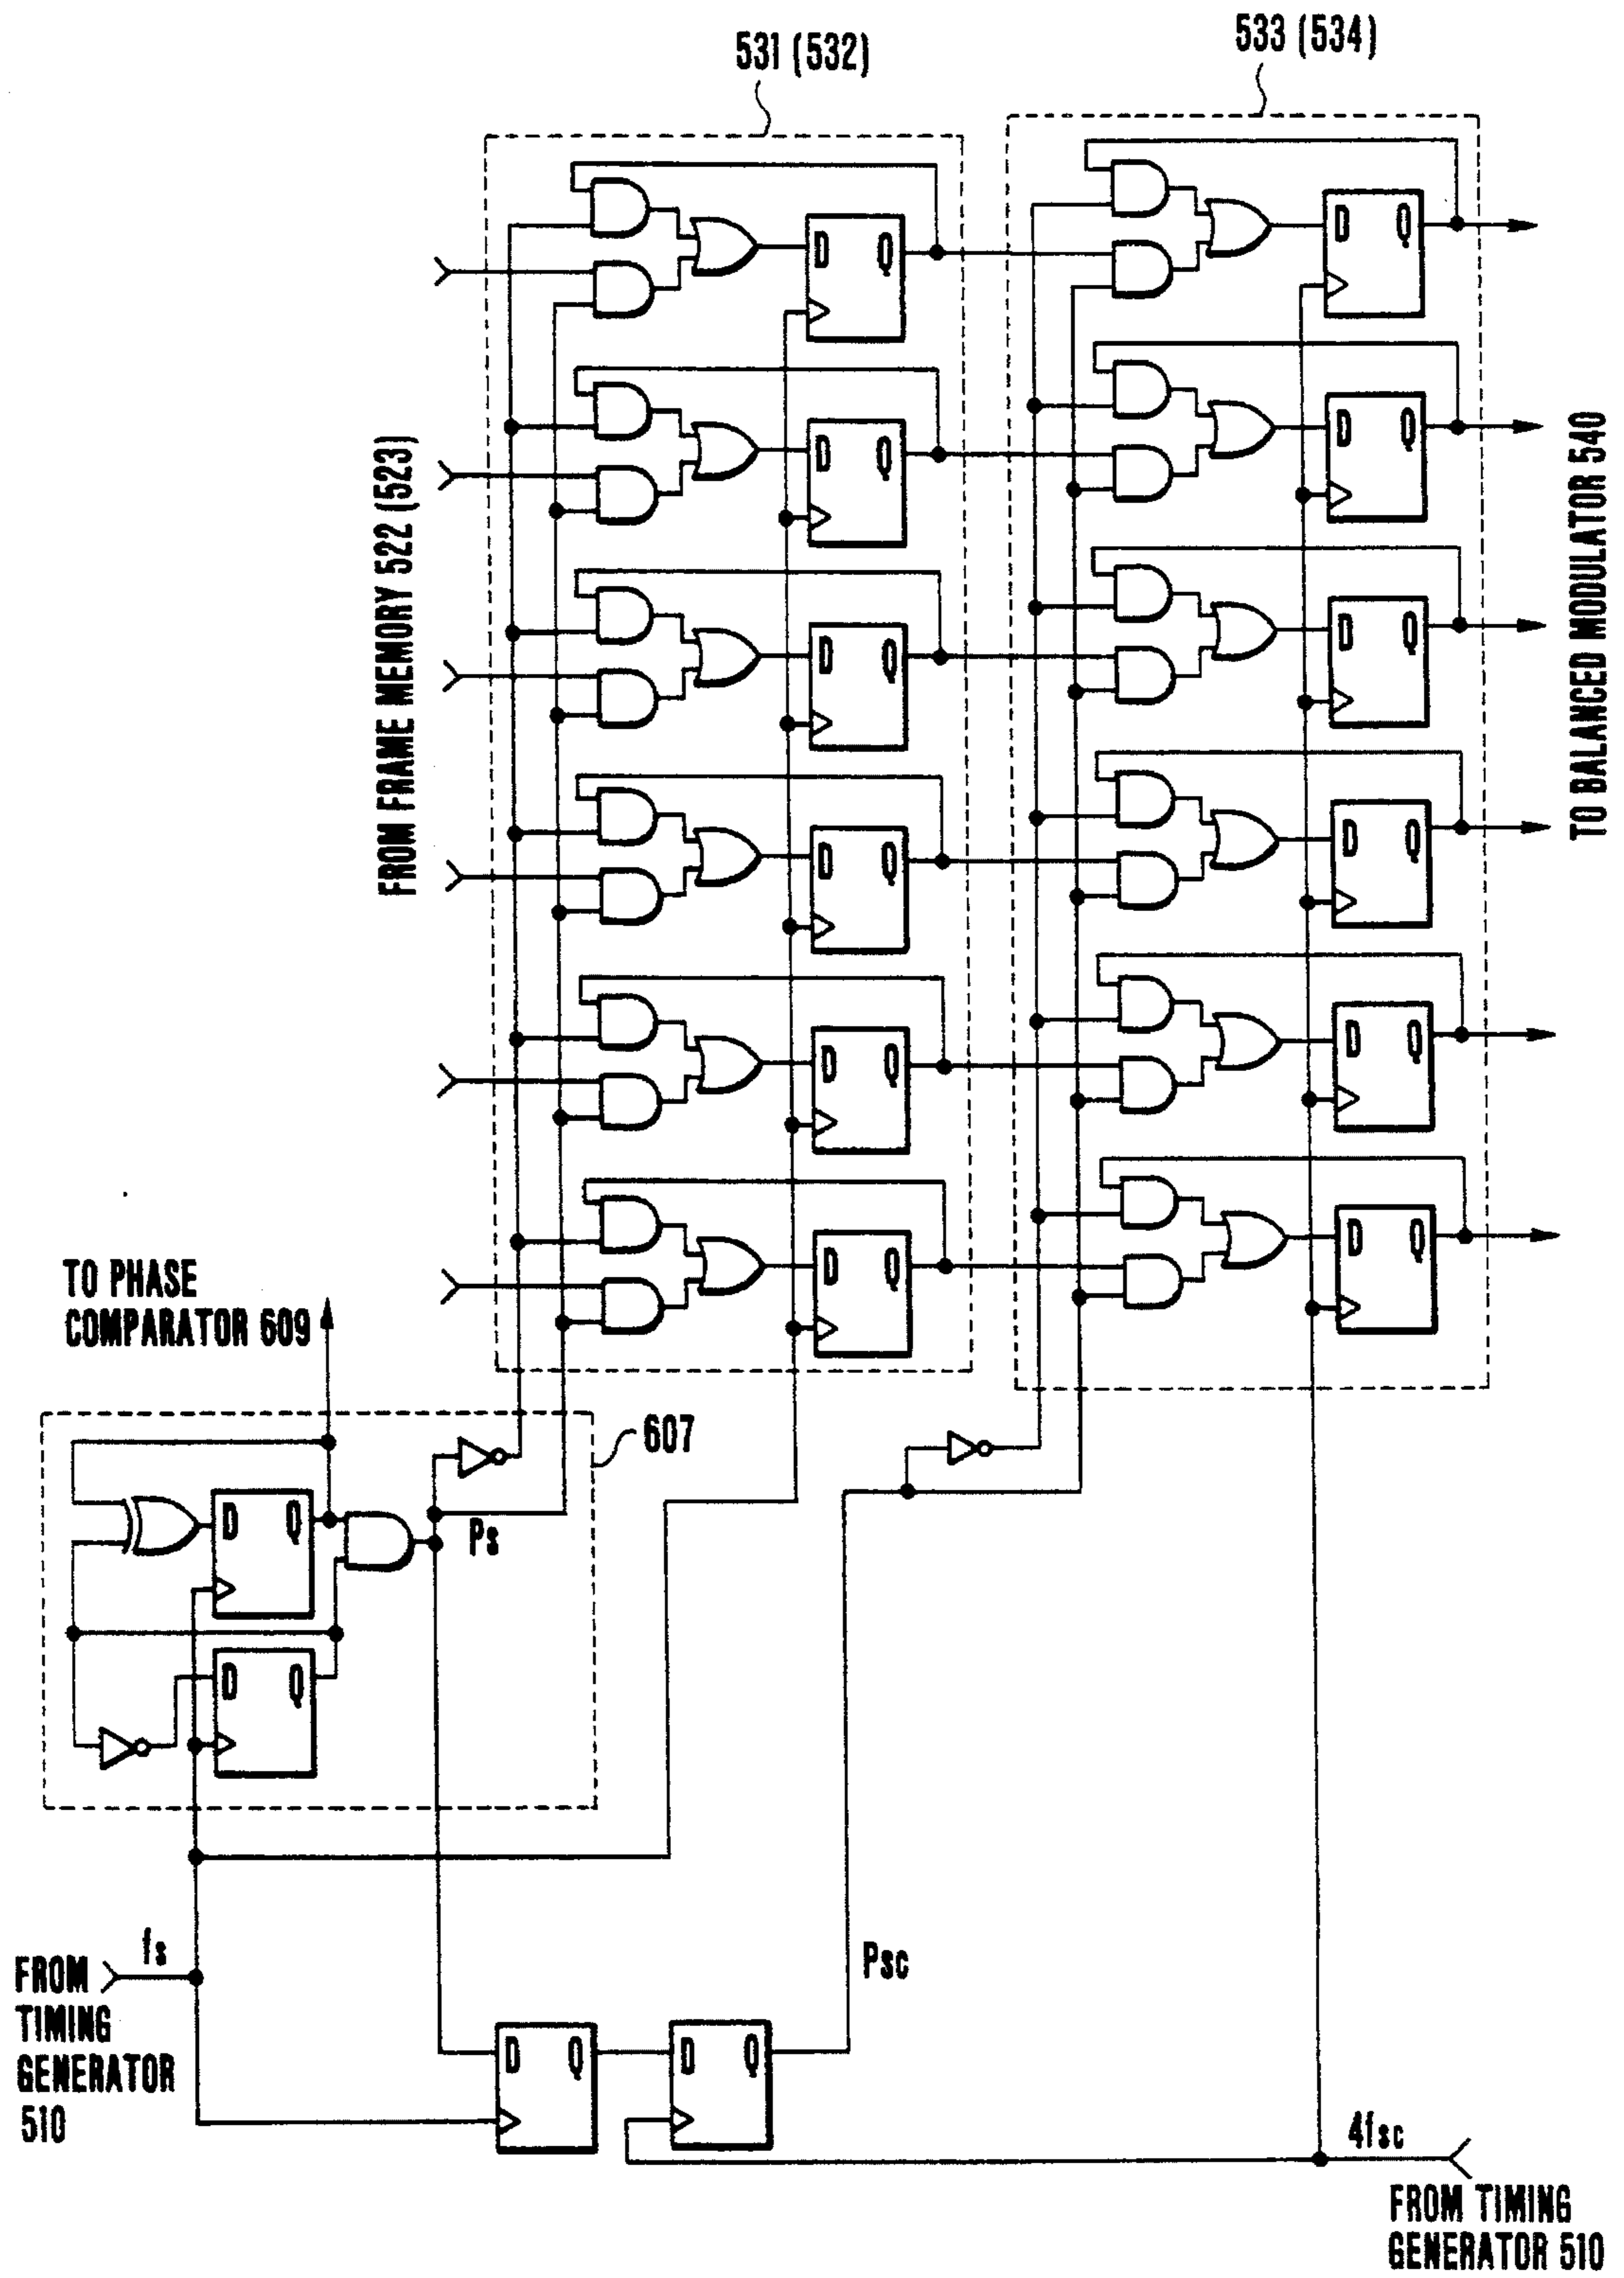 531 (532)
533 (534)
D Q
D Q
D Q
D Q
D Q
D Q
D Q
D Q
D Q
D Q
D Q
D Q
FROM FRAME MEMORY 522 (523)
TO BALANCED MODULATOR 540
TO PHASE
COMPARATOR 609
607
D Q
Ps
D Q
fs
FROM
TIMING
GENERATOR
510
Psc
D Q
D Q
4fsc
FROM TIMING
GENERATOR 510